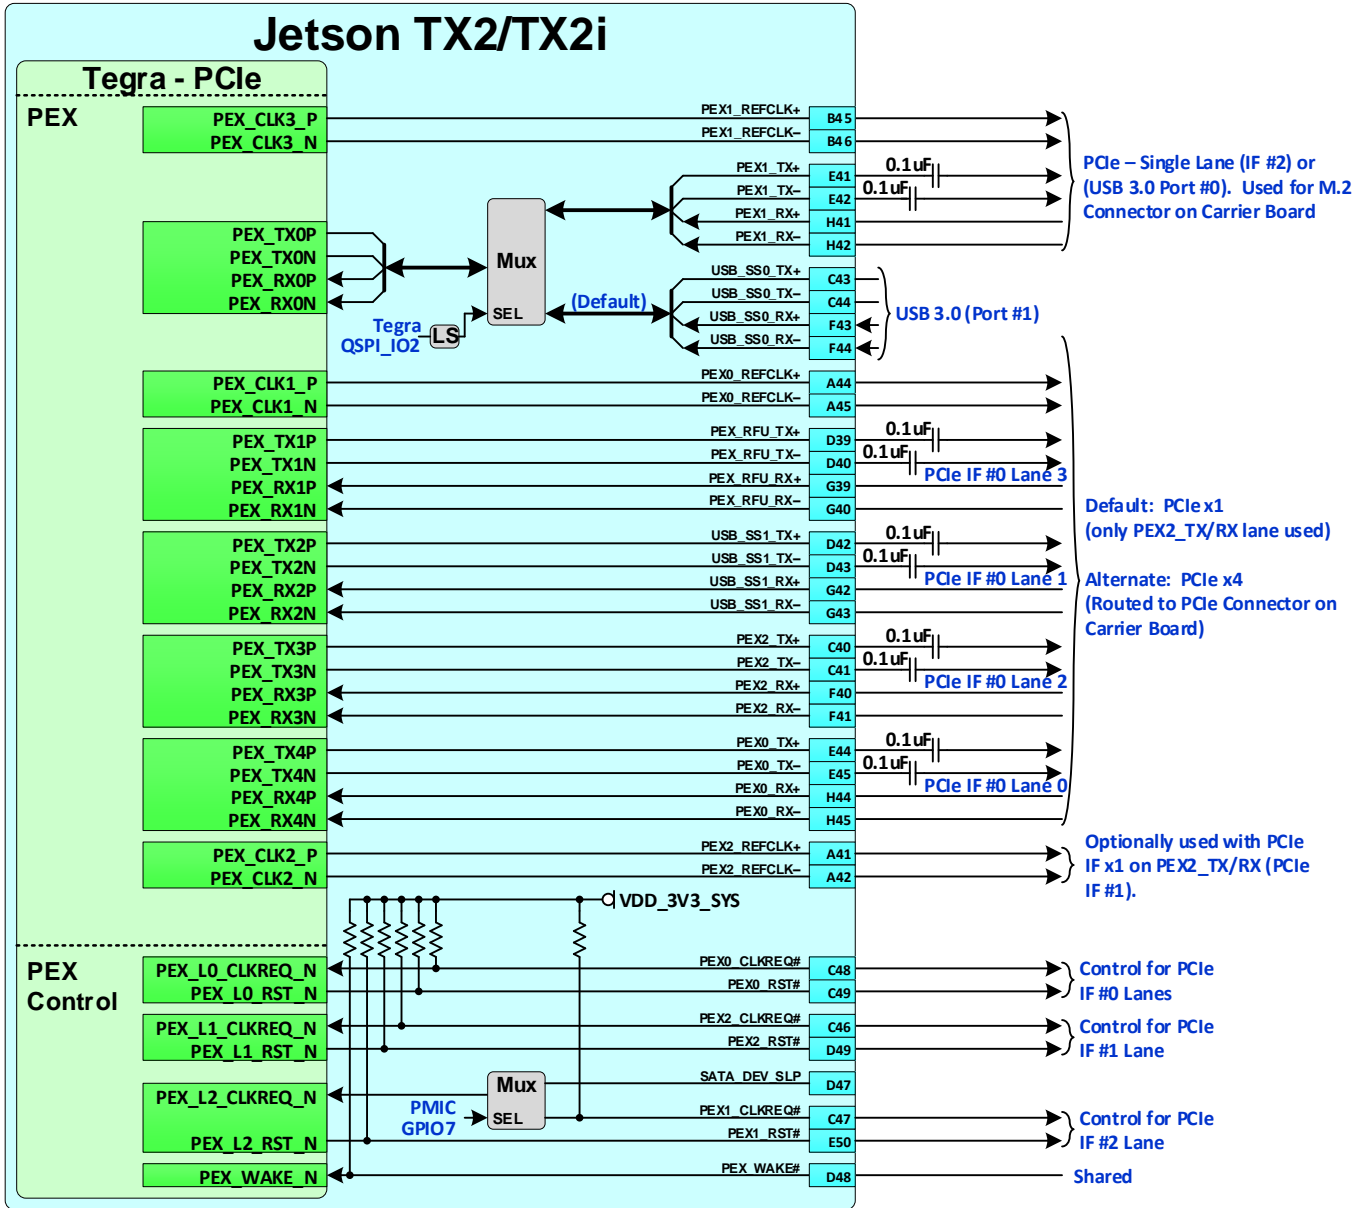 Jetson TX2/TX2i
Tegra - PCIe
PEX
PEX_CLK3_P
PEX_CLK3_N
PEX1_REFCLK+
PEX1_REFCLK–
B45
B46
PEX_TX0P
PEX_TX0N
PEX_RX0P
PEX_RX0N
Mux
SEL
Tegra
QSPI_IO2
LS
(Default)
PEX1_TX+
PEX1_TX–
PEX1_RX+
PEX1_RX–
E41
E42
H41
H42
0.1uF
0.1uF
PCIe – Single Lane (IF #2) or
(USB 3.0 Port #0). Used for M.2
Connector on Carrier Board
USB_SS0_TX+
USB_SS0_TX–
USB_SS0_RX+
USB_SS0_RX–
C43
C44
F43
F44
USB 3.0 (Port #1)
PEX_CLK1_P
PEX_CLK1_N
PEX0_REFCLK+
PEX0_REFCLK–
A44
A45
PEX_TX1P
PEX_TX1N
PEX_RX1P
PEX_RX1N
PEX_RFU_TX+
PEX_RFU_TX–
PEX_RFU_RX+
PEX_RFU_RX–
D39
D40
G39
G40
0.1uF
0.1uF
PCIe IF #0 Lane 3
Default: PCIe x1
(only PEX2_TX/RX lane used)
Alternate: PCIe x4
(Routed to PCIe Connector on
Carrier Board)
PEX_TX2P
PEX_TX2N
PEX_RX2P
PEX_RX2N
USB_SS1_TX+
USB_SS1_TX–
USB_SS1_RX+
USB_SS1_RX–
D42
D43
G42
G43
0.1uF
0.1uF
PCIe IF #0 Lane 1
PEX_TX3P
PEX_TX3N
PEX_RX3P
PEX_RX3N
PEX2_TX+
PEX2_TX–
PEX2_RX+
PEX2_RX–
C40
C41
F40
F41
0.1uF
0.1uF
PCIe IF #0 Lane 2
PEX_TX4P
PEX_TX4N
PEX_RX4P
PEX_RX4N
PEX0_TX+
PEX0_TX–
PEX0_RX+
PEX0_RX–
E44
E45
H44
H45
0.1uF
0.1uF
PCIe IF #0 Lane 0
PEX_CLK2_P
PEX_CLK2_N
PEX2_REFCLK+
PEX2_REFCLK–
A41
A42
Optionally used with PCIe
IF x1 on PEX2_TX/RX (PCIe
IF #1).
VDD_3V3_SYS
PEX
Control
PEX_L0_CLKREQ_N
PEX_L0_RST_N
PEX0_CLKREQ#
PEX0_RST#
C48
C49
Control for PCIe
IF #0 Lanes
PEX_L1_CLKREQ_N
PEX_L1_RST_N
PEX2_CLKREQ#
PEX2_RST#
C46
D49
Control for PCIe
IF #1 Lane
PEX_L2_CLKREQ_N
PEX_L2_RST_N
PMIC
GPIO7
Mux
SEL
SATA_DEV_SLP
PEX1_CLKREQ#
PEX1_RST#
D47
C47
E50
Control for PCIe
IF #2 Lane
PEX_WAKE_N
PEX_WAKE#
D48
Shared